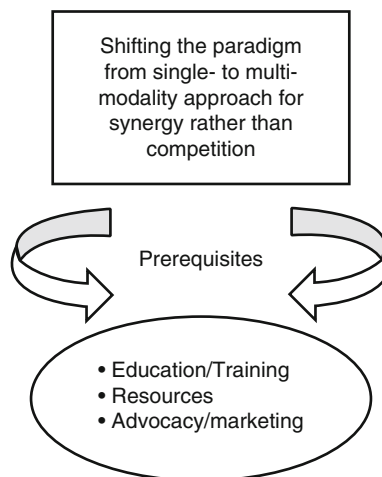 Shifting the paradigm
from single- to multi-
modality approach for
synergy rather than
competition
Prerequisites
• Education/Training
• Resources
• Advocacy/marketing